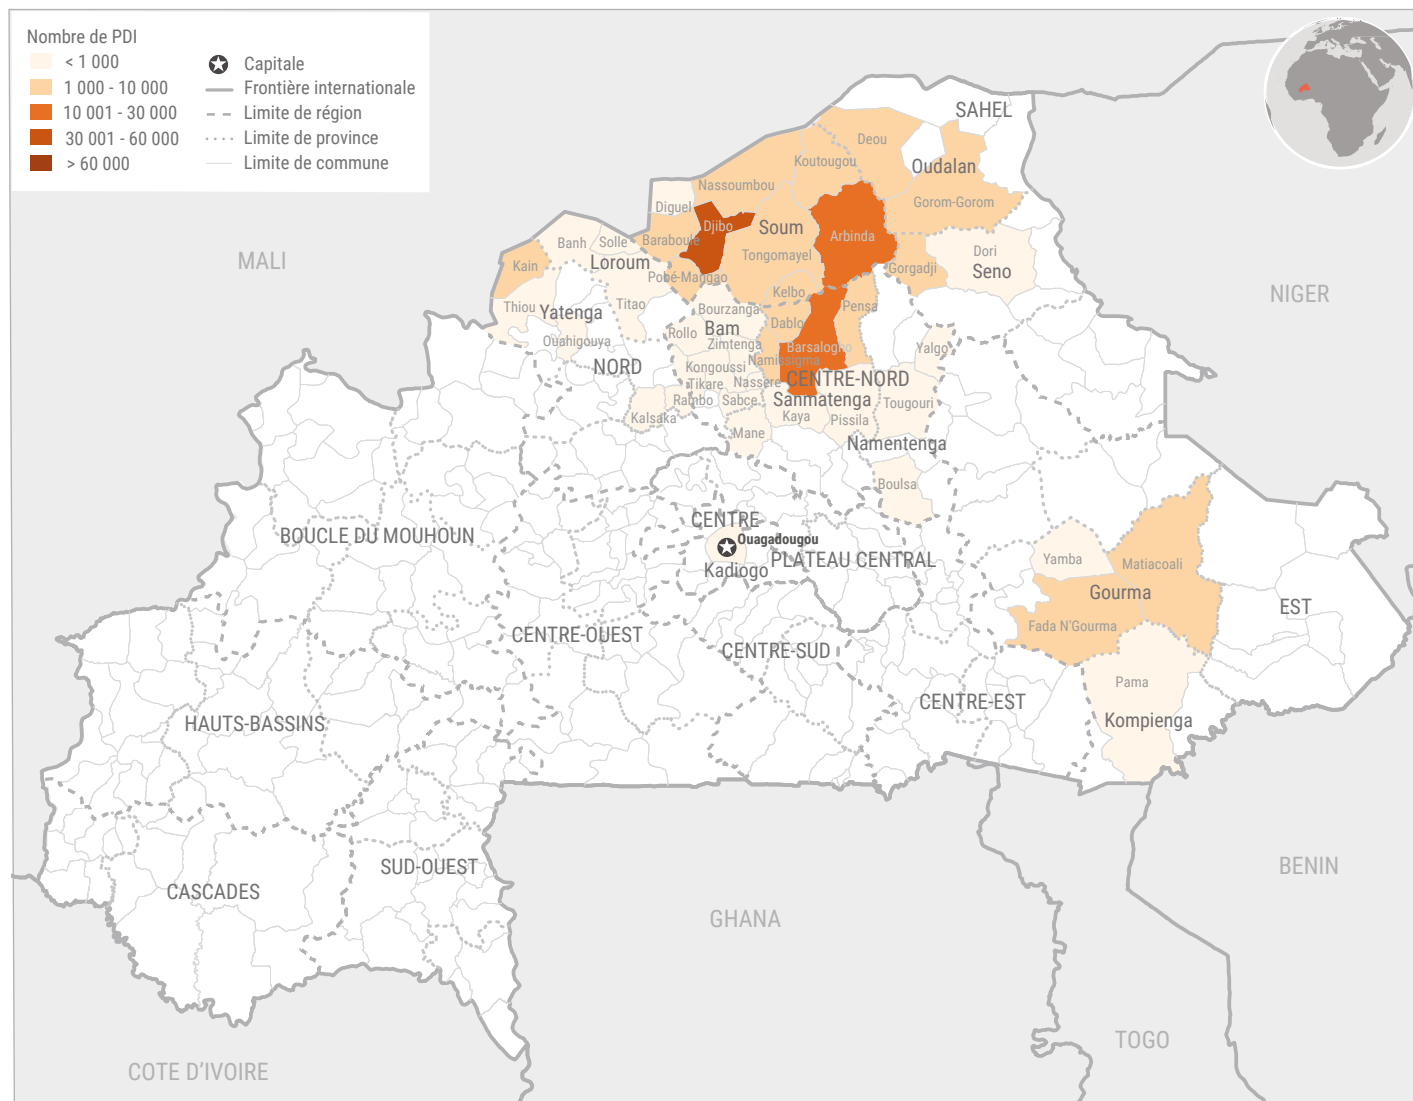 Nombre de PDI
< 1 000
1 000 - 10 000
10 001 - 30 000
30 001 - 60 000
> 60 000
Capitale
Frontière internationale
Limite de région
Limite de province
Limite de commune
SAHEL
Deou
Koutougou
Oudalan
Nassoumbou
Gorom-Gorom
Diguel
Djibo
Soum
Arbinda
Baraboulé
Banh
Solle
Dori
Seno
MALI
Kain
Loroum
Tongomayel
Gorgadji
Pobé-Mangao
NIGER
Kelbo
Pensa
Thiou
Yatenga
Titao
Bourzanga
Dablo
Bam
Rollo
Ouahigouya
Zimtenga
Barsalogho
Yalgo
Namissigma
NORD
Kongoussi
Tikare
Nassere
CENTRE-NORD
Rambo
Sabce
Sanmatenga
Tougouri
Kalsaka
Kaya
Pissila
Mane
Namentenga
Boulsa
CENTRE
Ouagadougou
BOUCLE DU MOUHOUN
Kadiogo
PLATEAU CENTRAL
Yamba
Matiacoali
Gourma
EST
Fada N'Gourma
CENTRE-OUEST
CENTRE-SUD
Pama
CENTRE-EST
Kompienga
HAUTS-BASSINS
SUD-OUEST
BENIN
CASCADES
GHANA
TOGO
COTE D'IVOIRE